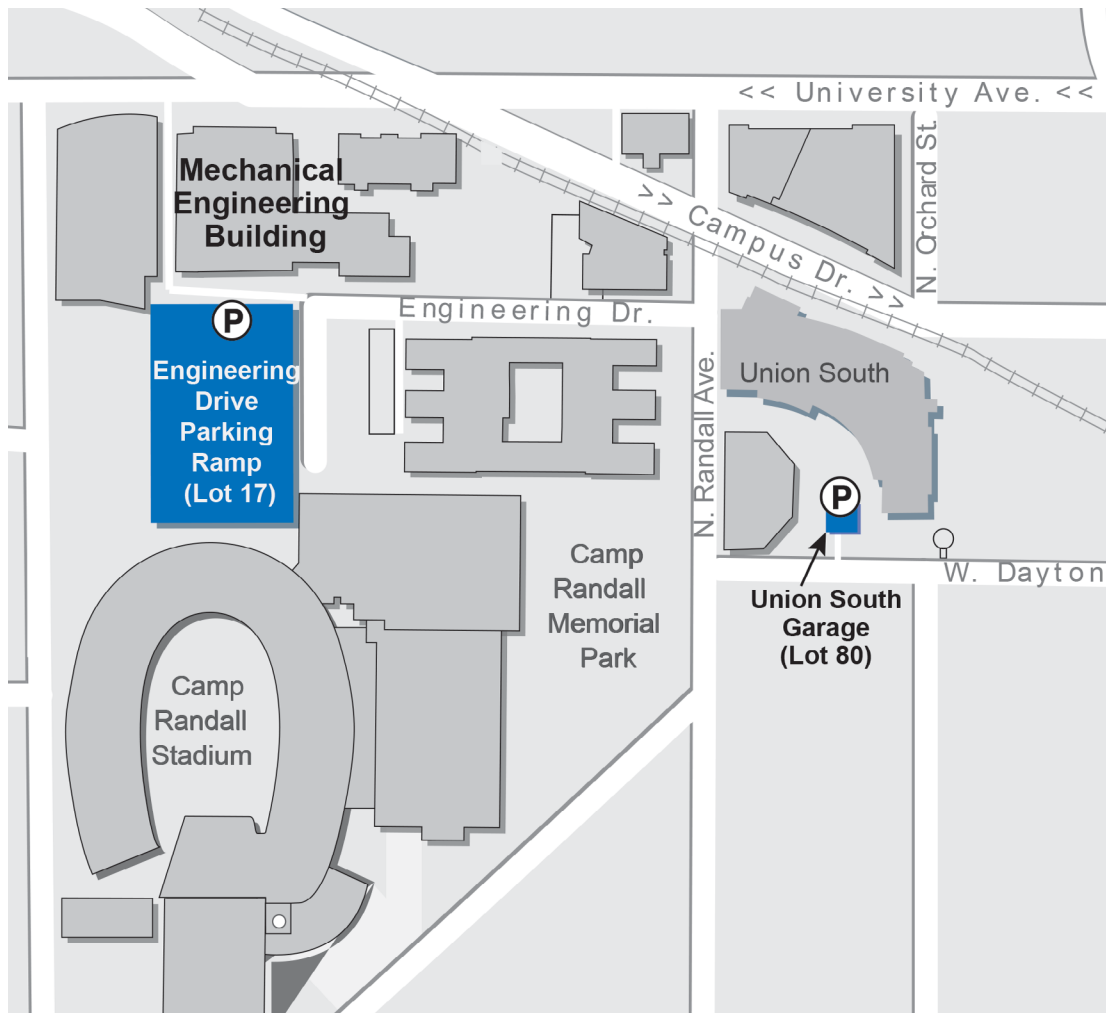 << University Ave. <<
N. Orchard St.
Mechanical
Engineering
Building
>> Campus Dr. >>
P
Engineering Dr.
Engineering
Drive
Parking
Ramp
(Lot 17)
N. Randall Ave.
Union South
P
W. Dayton
Camp
Randall
Memorial
Park
Union South
Garage
(Lot 80)
Camp
Randall
Stadium